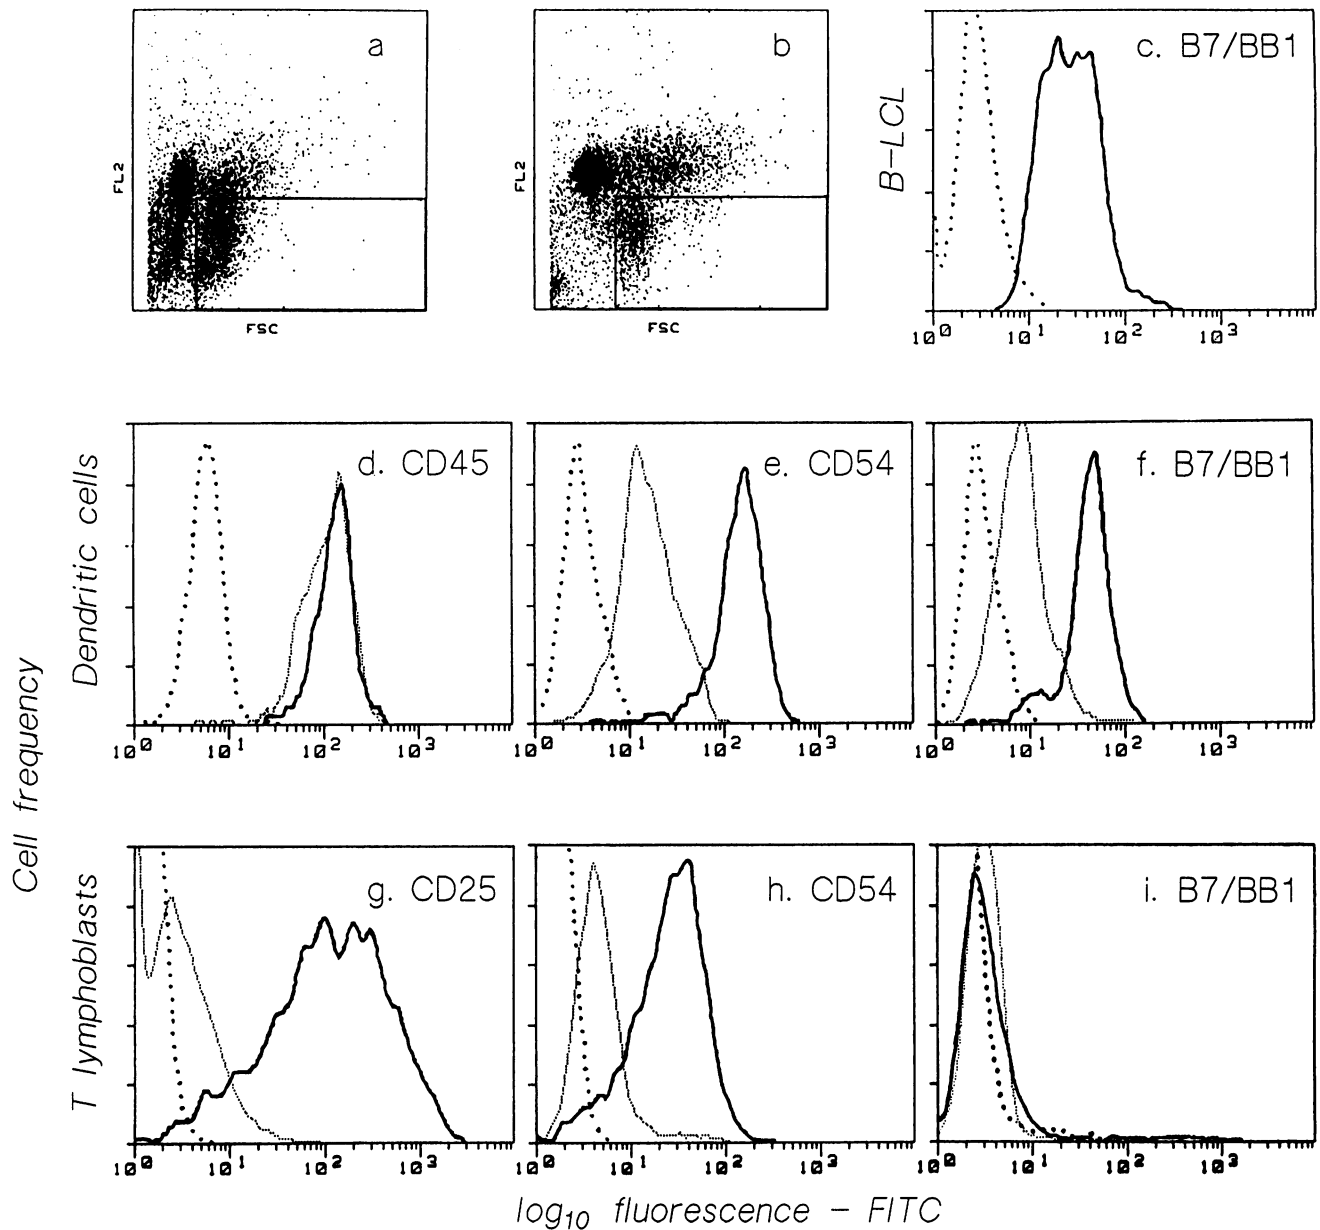 a
FL2
FSC
b
FL2
FSC
c. B7/BB1
B-LCL
10⁰ 10¹ 10² 10³
Cell frequency
Dendritic cells
d. CD45
10⁰ 10¹ 10² 10³
e. CD54
10⁰ 10¹ 10² 10³
f. B7/BB1
10⁰ 10¹ 10² 10³
T lymphoblasts
g. CD25
10⁰ 10¹ 10² 10³
h. CD54
10⁰ 10¹ 10² 10³
i. B7/BB1
10⁰ 10¹ 10² 10³
log₁₀ fluorescence – FITC